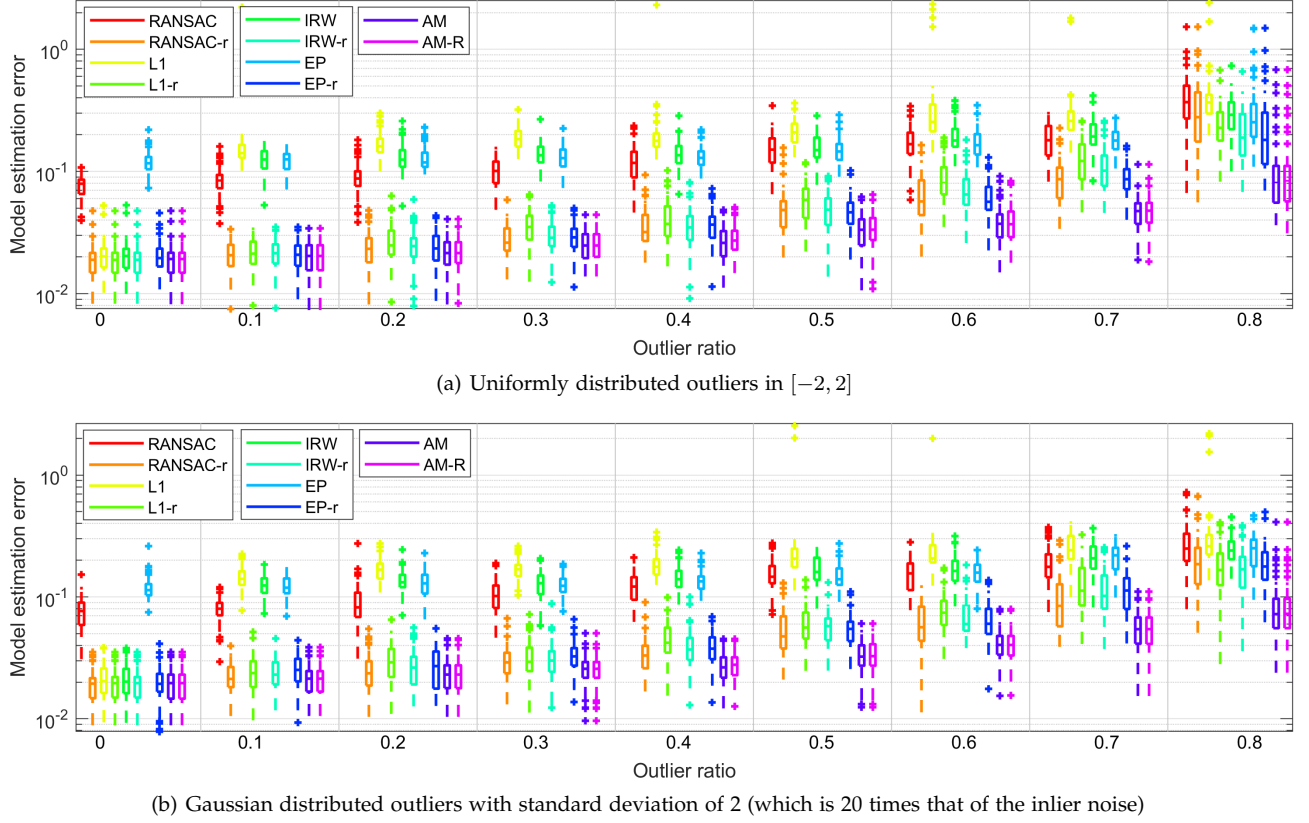 Model estimation error
10^0
10^-1
10^-2
RANSAC
RANSAC-r
L1
L1-r
IRW
IRW-r
EP
EP-r
AM
AM-R
0 0.1 0.2 0.3 0.4 0.5 0.6 0.7 0.8
Outlier ratio
(a) Uniformly distributed outliers in [−2, 2]
Model estimation error
10^0
10^-1
10^-2
RANSAC
RANSAC-r
L1
L1-r
IRW
IRW-r
EP
EP-r
AM
AM-R
0 0.1 0.2 0.3 0.4 0.5 0.6 0.7 0.8
Outlier ratio
(b) Gaussian distributed outliers with standard deviation of 2 (which is 20 times that of the inlier noise)